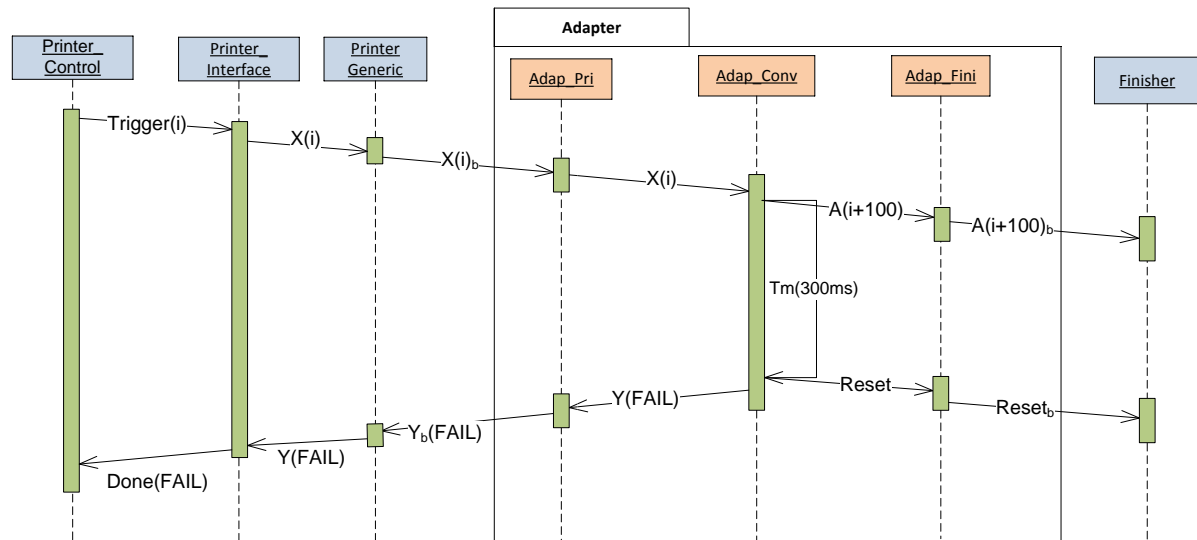 Adapter
Printer_
Control
Printer_
Interface
Printer
Generic
Adap_Pri
Adap_Conv
Adap_Fini
Finisher
Trigger(i)
X(i)
X(i)b
X(i)
A(i+100)
A(i+100)b
Tm(300ms)
Reset
Resetb
Y(FAIL)
Yb(FAIL)
Y(FAIL)
Done(FAIL)